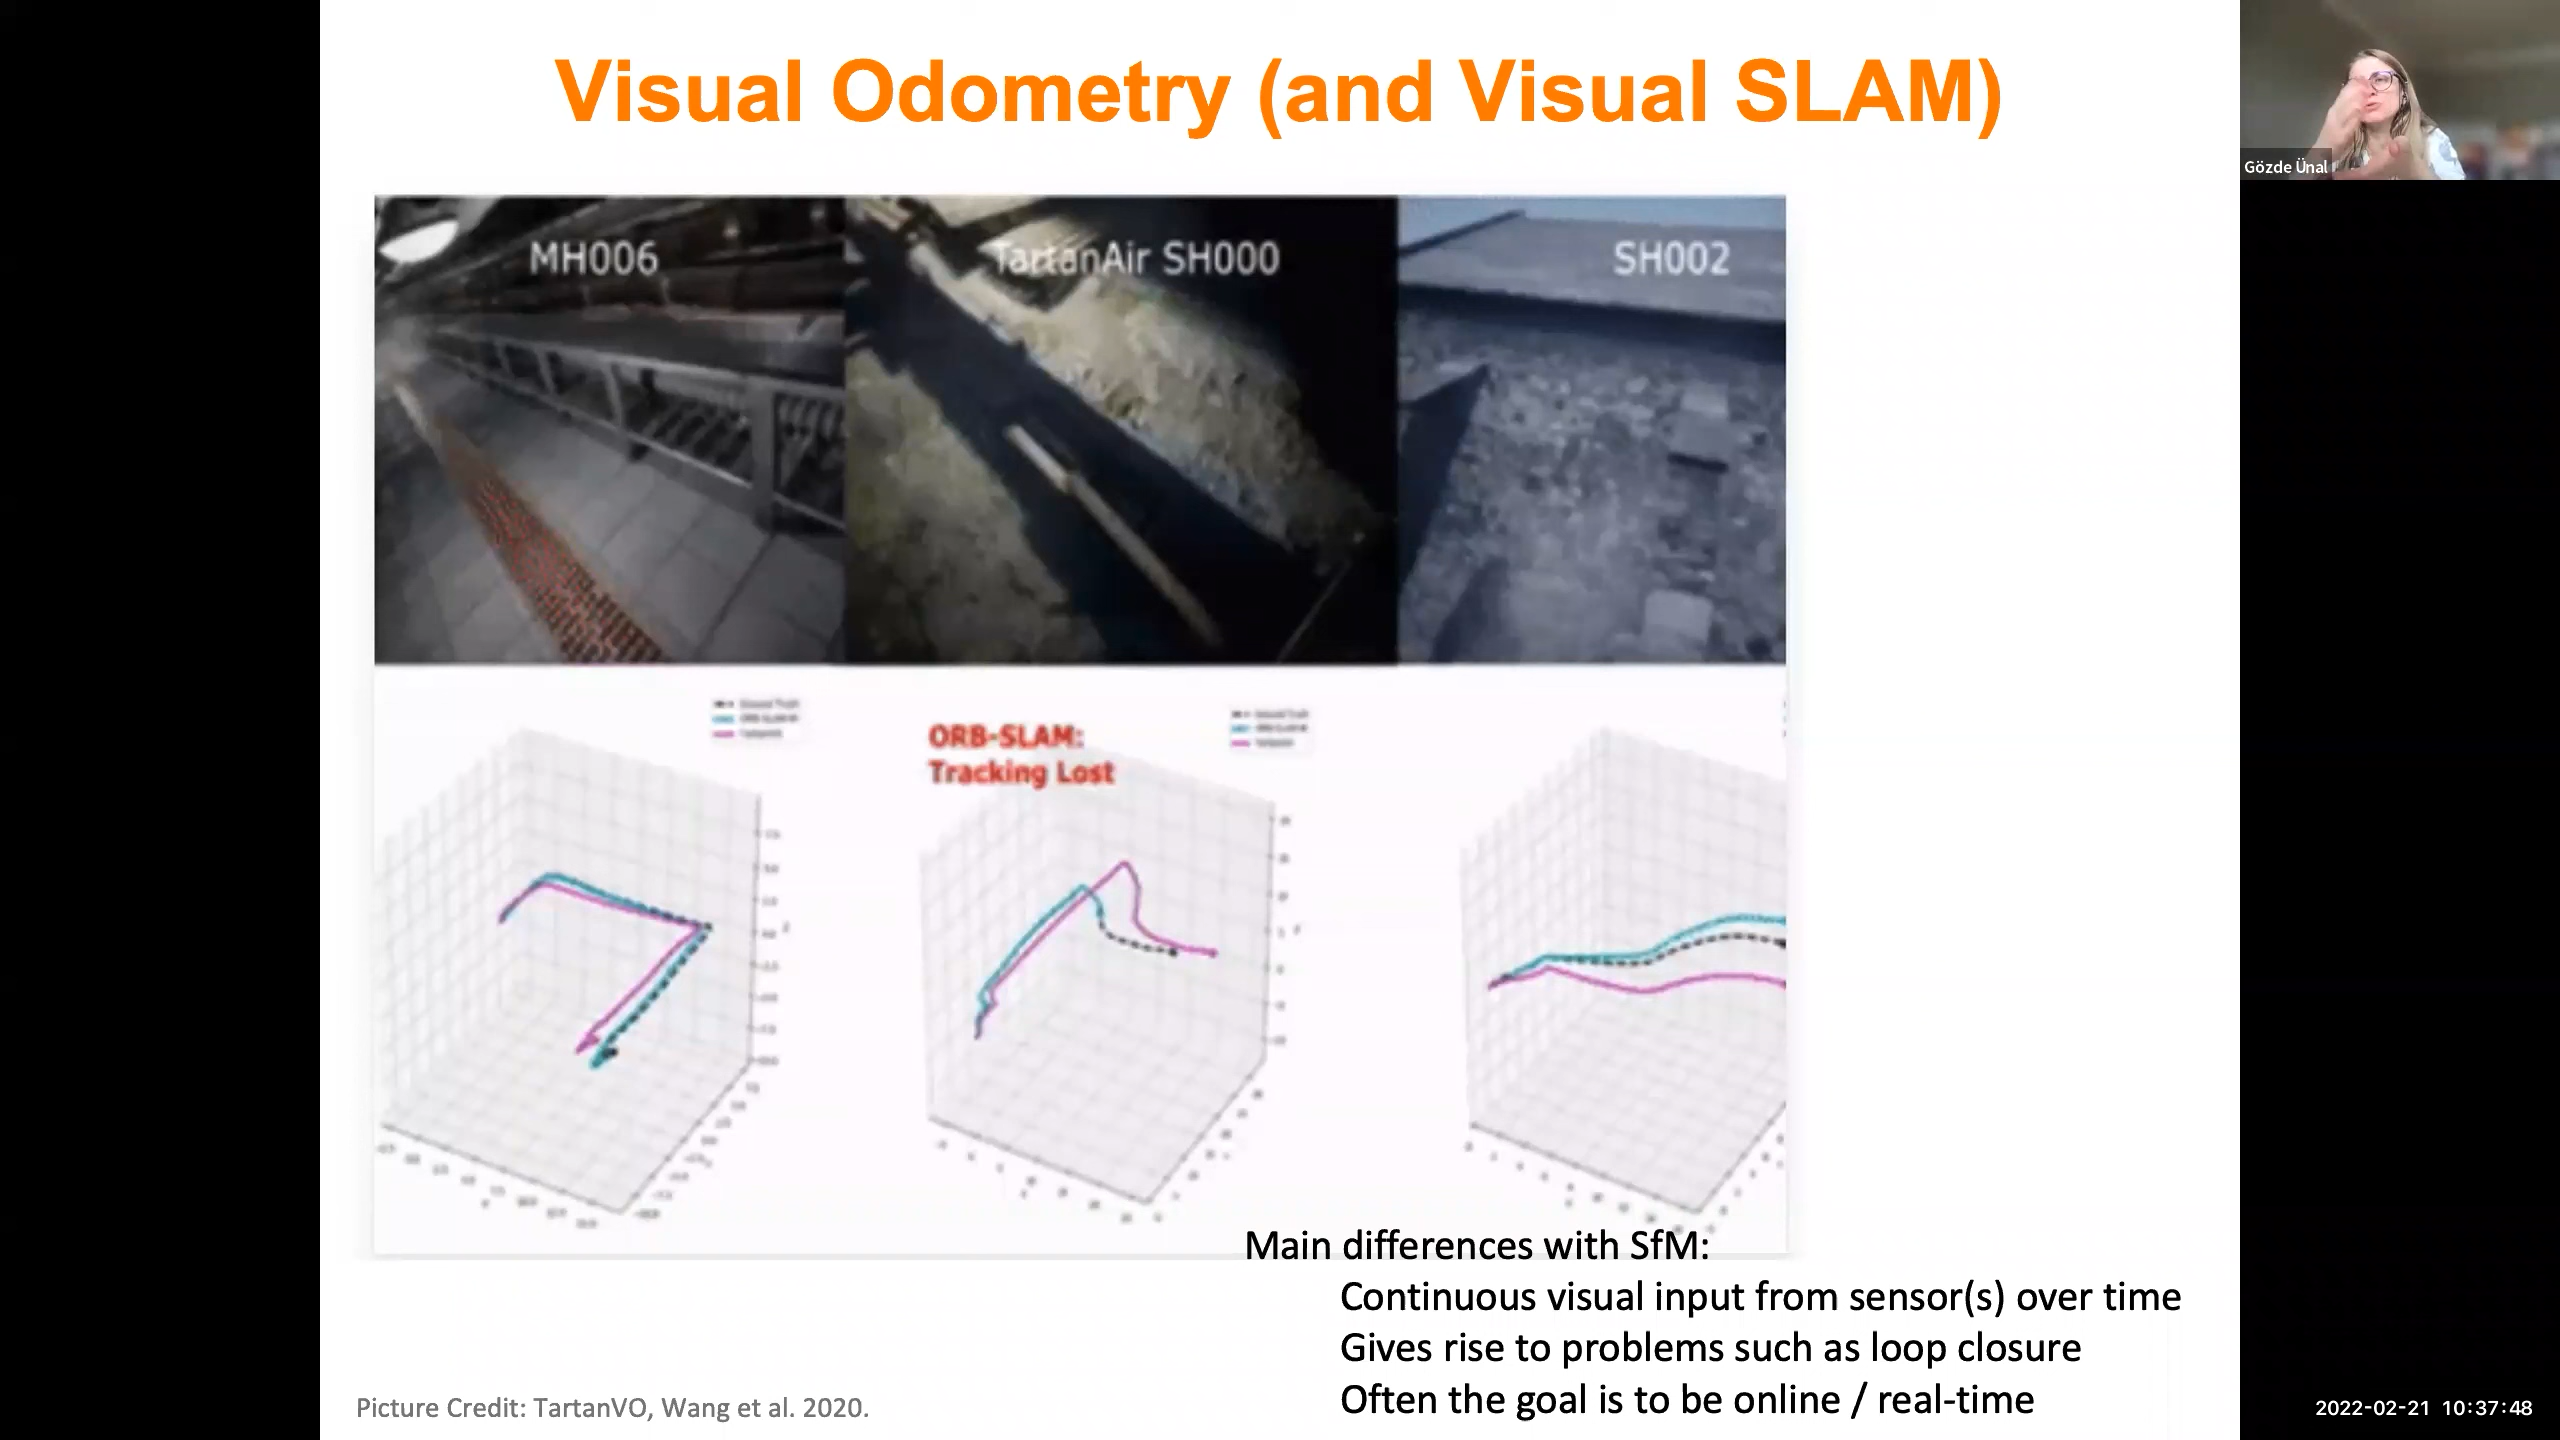 Visual Odometry (and Visual SLAM)
Gözde Ünal
MH006
TartanAir SH000
SH002
ORB-SLAM:
Tracking Lost
Main differences with SfM:
Continuous visual input from sensor(s) over time
Gives rise to problems such as loop closure
Often the goal is to be online / real-time
Picture Credit: TartanVO, Wang et al. 2020.
2022-02-21 10:37:48